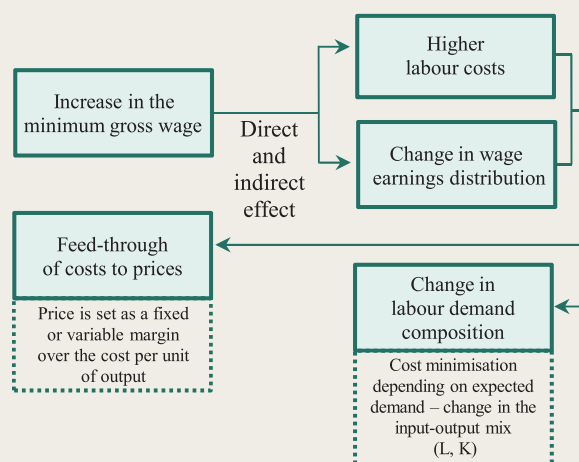 Increase in the
minimum gross wage
Direct
and
indirect
effect
Higher
labour costs
Change in wage
earnings distribution
Feed-through
of costs to prices
Price is set as a fixed
or variable margin
over the cost per unit
of output
Change in
labour demand
composition
Cost minimisation
depending on expected
demand – change in the
input-output mix
(L, K)